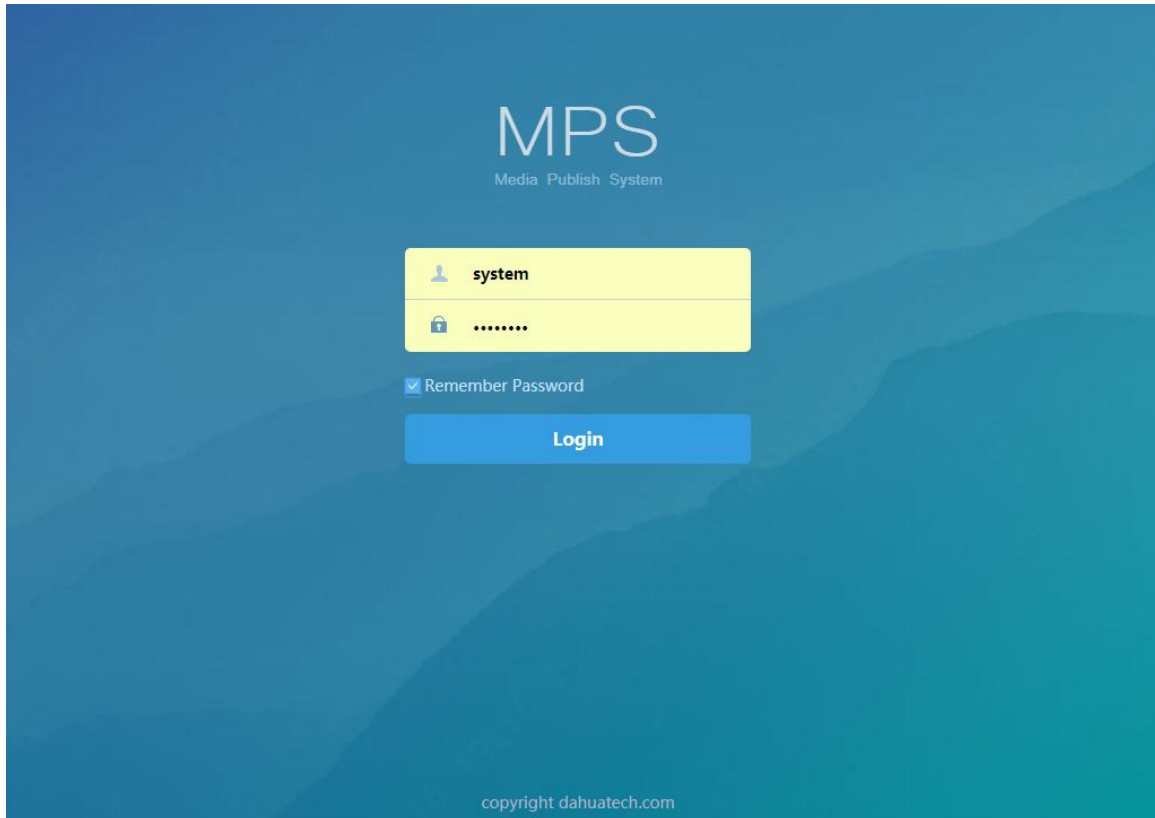 MPS
Media Publish System
system
••••••••
Remember Password
Login
copyright dahuatech.com